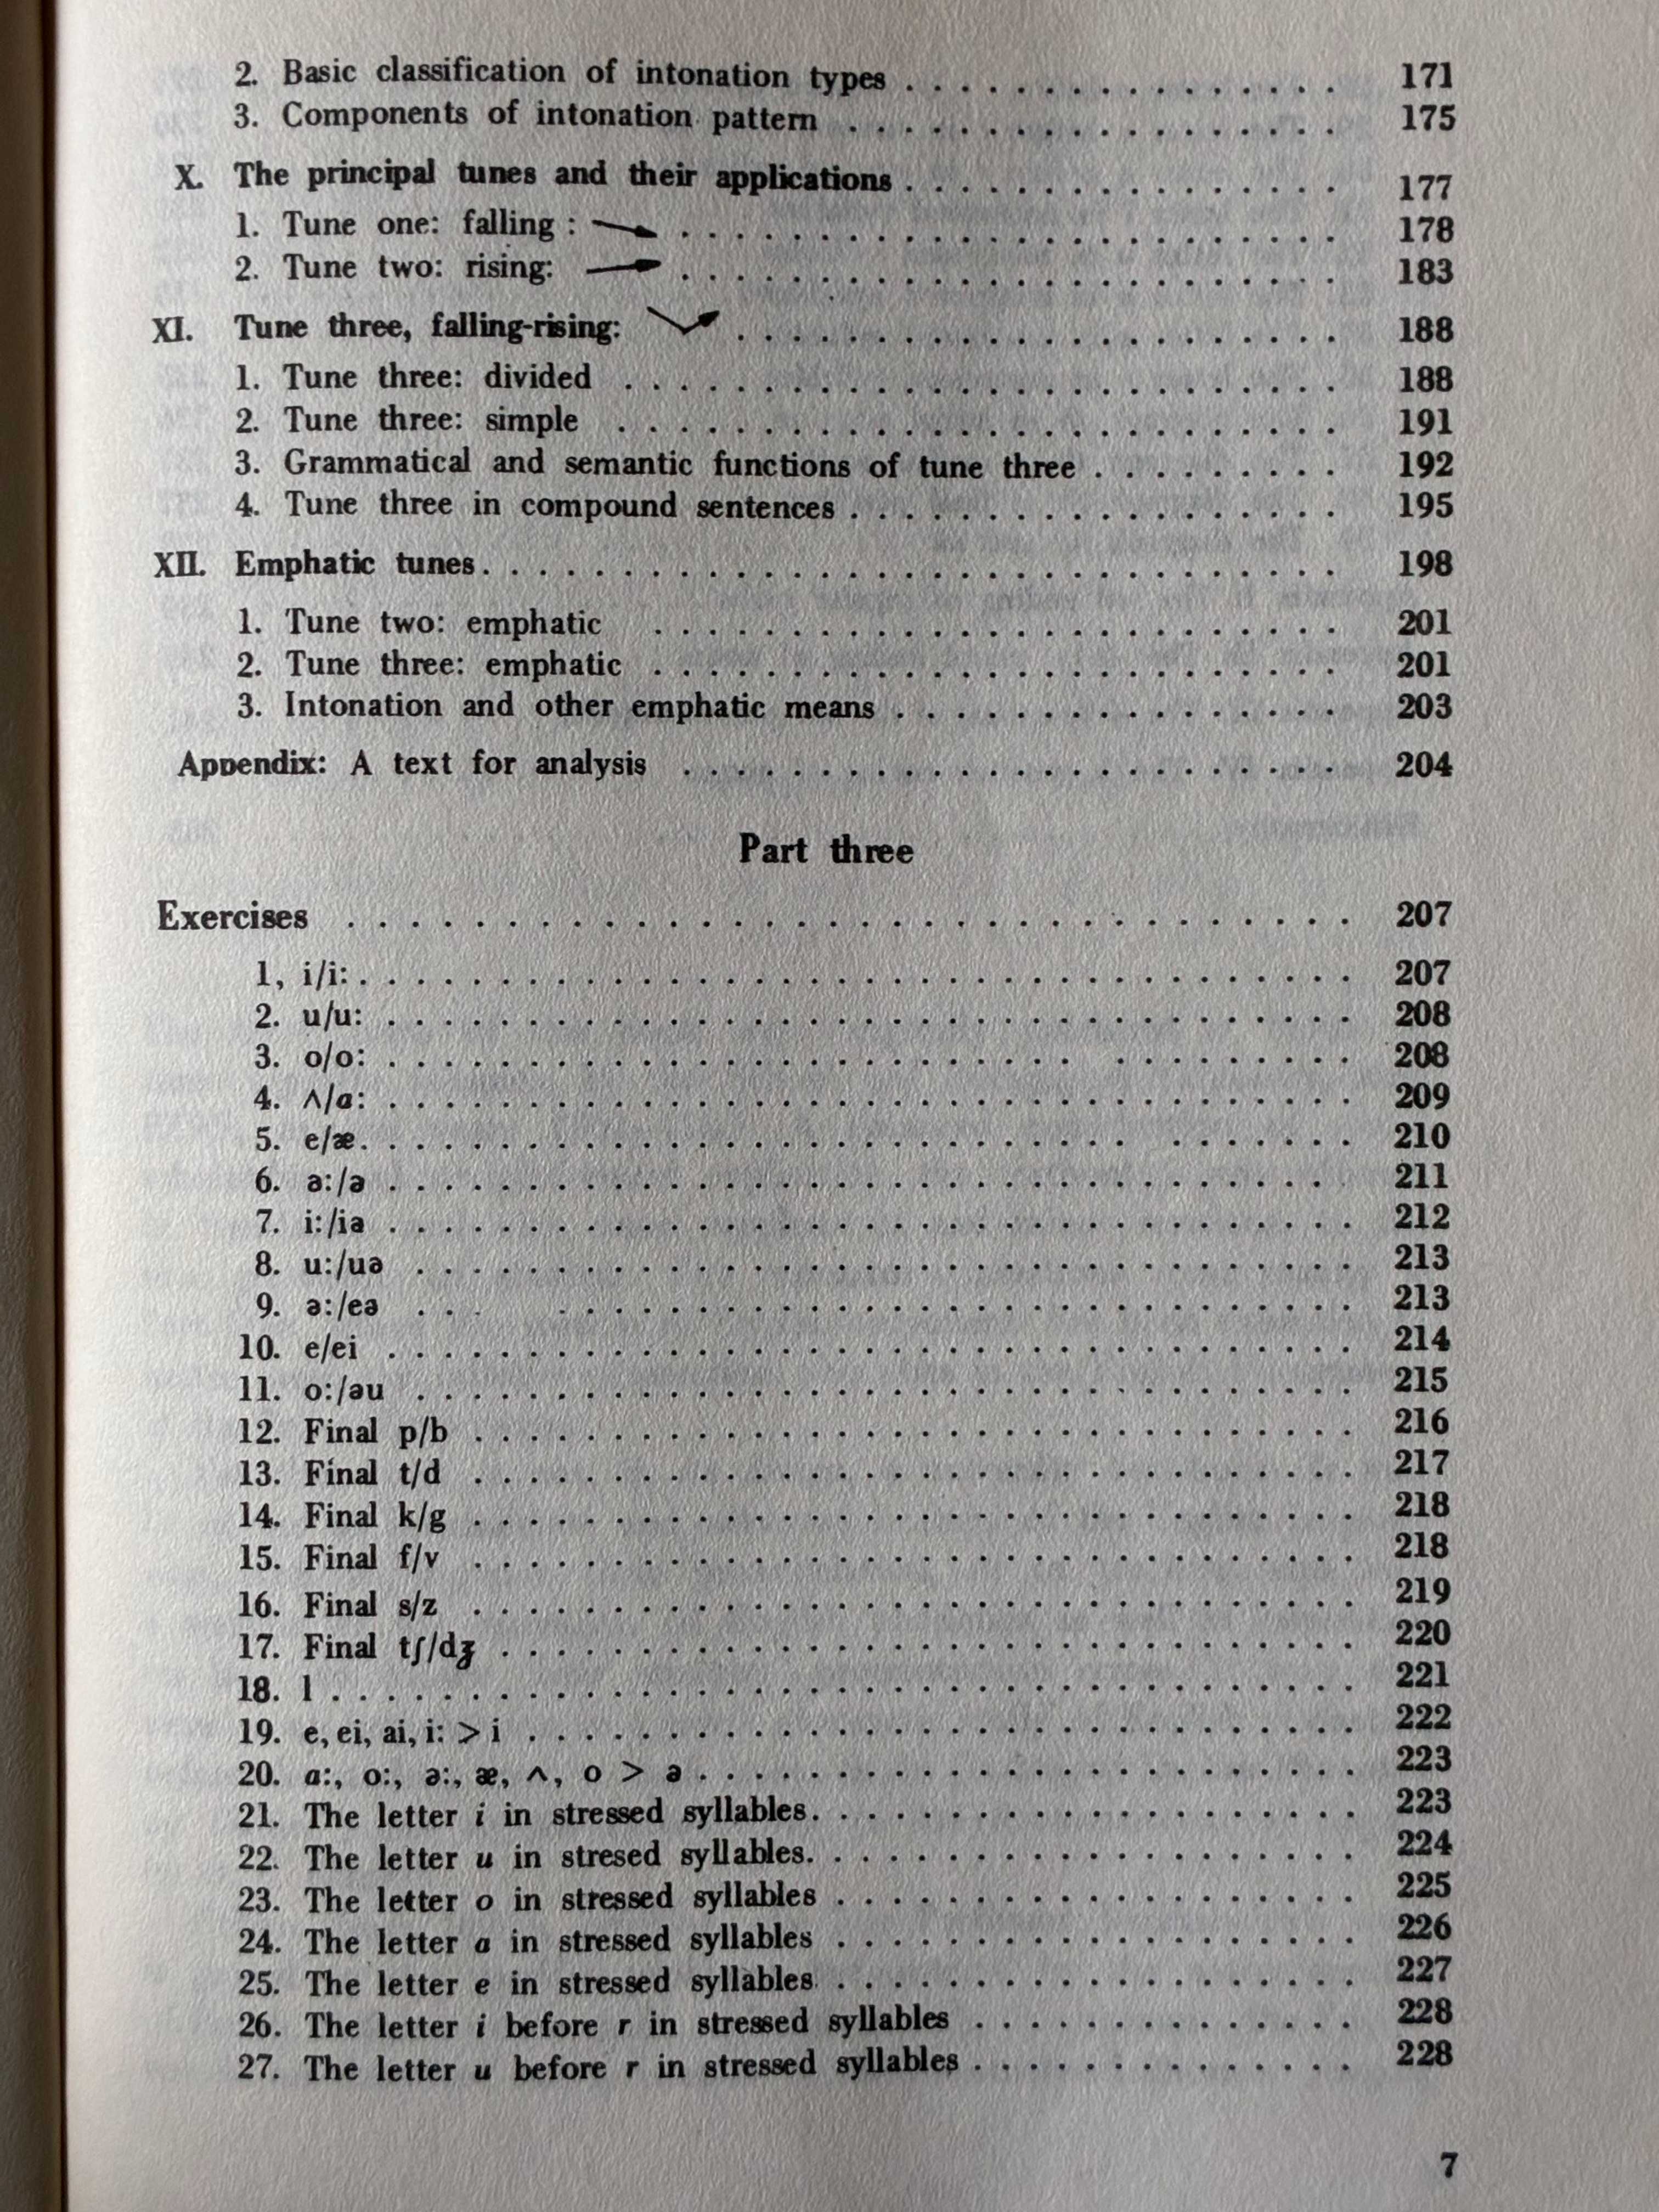 2. Basic classification of intonation types . . . . . . . . . . . . . . . . 171
3. Components of intonation pattern . . . . . . . . . . . . . . . . . . 175
X. The principal tunes and their applications . . . . . . . . . . . . . . . . 177
1. Tune one: falling : . . . . . . . . . . . . . . . . . . . . . . . . 178
2. Tune two: rising: . . . . . . . . . . . . . . . . . . . . . . . . 183
XI. Tune three, falling-rising: . . . . . . . . . . . . . . . . . . . . . . 188
1. Tune three: divided . . . . . . . . . . . . . . . . . . . . . . . . . . 188
2. Tune three: simple . . . . . . . . . . . . . . . . . . . . . . . . . . 191
3. Grammatical and semantic functions of tune three . . . . . . . . . 192
4. Tune three in compound sentences . . . . . . . . . . . . . . . . . . 195
XII. Emphatic tunes. . . . . . . . . . . . . . . . . . . . . . . . . . . . . . . 198
1. Tune two: emphatic . . . . . . . . . . . . . . . . . . . . . . . . . 201
2. Tune three: emphatic . . . . . . . . . . . . . . . . . . . . . . . . . 201
3. Intonation and other emphatic means . . . . . . . . . . . . . . . . 203
Appendix: A text for analysis . . . . . . . . . . . . . . . . . . . . . . . . 204
Part three
Exercises . . . . . . . . . . . . . . . . . . . . . . . . . . . . . . . . . . . 207
1, i/i: . . . . . . . . . . . . . . . . . . . . . . . . . . . . . . . . . . . 207
2. u/u: . . . . . . . . . . . . . . . . . . . . . . . . . . . . . . . . . . 208
3. o/o: . . . . . . . . . . . . . . . . . . . . . . . . . . . . . . . . . . 208
4. ʌ/ɑ: . . . . . . . . . . . . . . . . . . . . . . . . . . . . . . . . . . 209
5. e/æ. . . . . . . . . . . . . . . . . . . . . . . . . . . . . . . . . . . 210
6. ə:/ə . . . . . . . . . . . . . . . . . . . . . . . . . . . . . . . . . . 211
7. i:/iə . . . . . . . . . . . . . . . . . . . . . . . . . . . . . . . . . . 212
8. u:/uə . . . . . . . . . . . . . . . . . . . . . . . . . . . . . . . . . 213
9. ə:/eə . . . . . . . . . . . . . . . . . . . . . . . . . . . . . . . . 213
10. e/ei . . . . . . . . . . . . . . . . . . . . . . . . . . . . . . . . . . 214
11. o:/əu . . . . . . . . . . . . . . . . . . . . . . . . . . . . . . . . . 215
12. Final p/b . . . . . . . . . . . . . . . . . . . . . . . . . . . . . . . 216
13. Final t/d . . . . . . . . . . . . . . . . . . . . . . . . . . . . . . . 217
14. Final k/g . . . . . . . . . . . . . . . . . . . . . . . . . . . . . . . 218
15. Final f/v . . . . . . . . . . . . . . . . . . . . . . . . . . . . . . . 218
16. Final s/z . . . . . . . . . . . . . . . . . . . . . . . . . . . . . . . 219
17. Final tʃ/dʒ . . . . . . . . . . . . . . . . . . . . . . . . . . . . . . 220
18. l . . . . . . . . . . . . . . . . . . . . . . . . . . . . . . . . . . . . 221
19. e, ei, ai, i: > i . . . . . . . . . . . . . . . . . . . . . . . . . . . . . 222
20. ɑ:, o:, ə:, æ, ʌ, o > ə . . . . . . . . . . . . . . . . . . . . . . . 223
21. The letter i in stressed syllables. . . . . . . . . . . . . . . . . . . . 223
22. The letter u in stresed syllables. . . . . . . . . . . . . . . . . . . . 224
23. The letter o in stressed syllables . . . . . . . . . . . . . . . . . . . 225
24. The letter a in stressed syllables . . . . . . . . . . . . . . . . . . . 226
25. The letter e in stressed syllables . . . . . . . . . . . . . . . . . . . 227
26. The letter i before r in stressed syllables . . . . . . . . . . . . . . 228
27. The letter u before r in stressed syllables . . . . . . . . . . . . . . 228
7